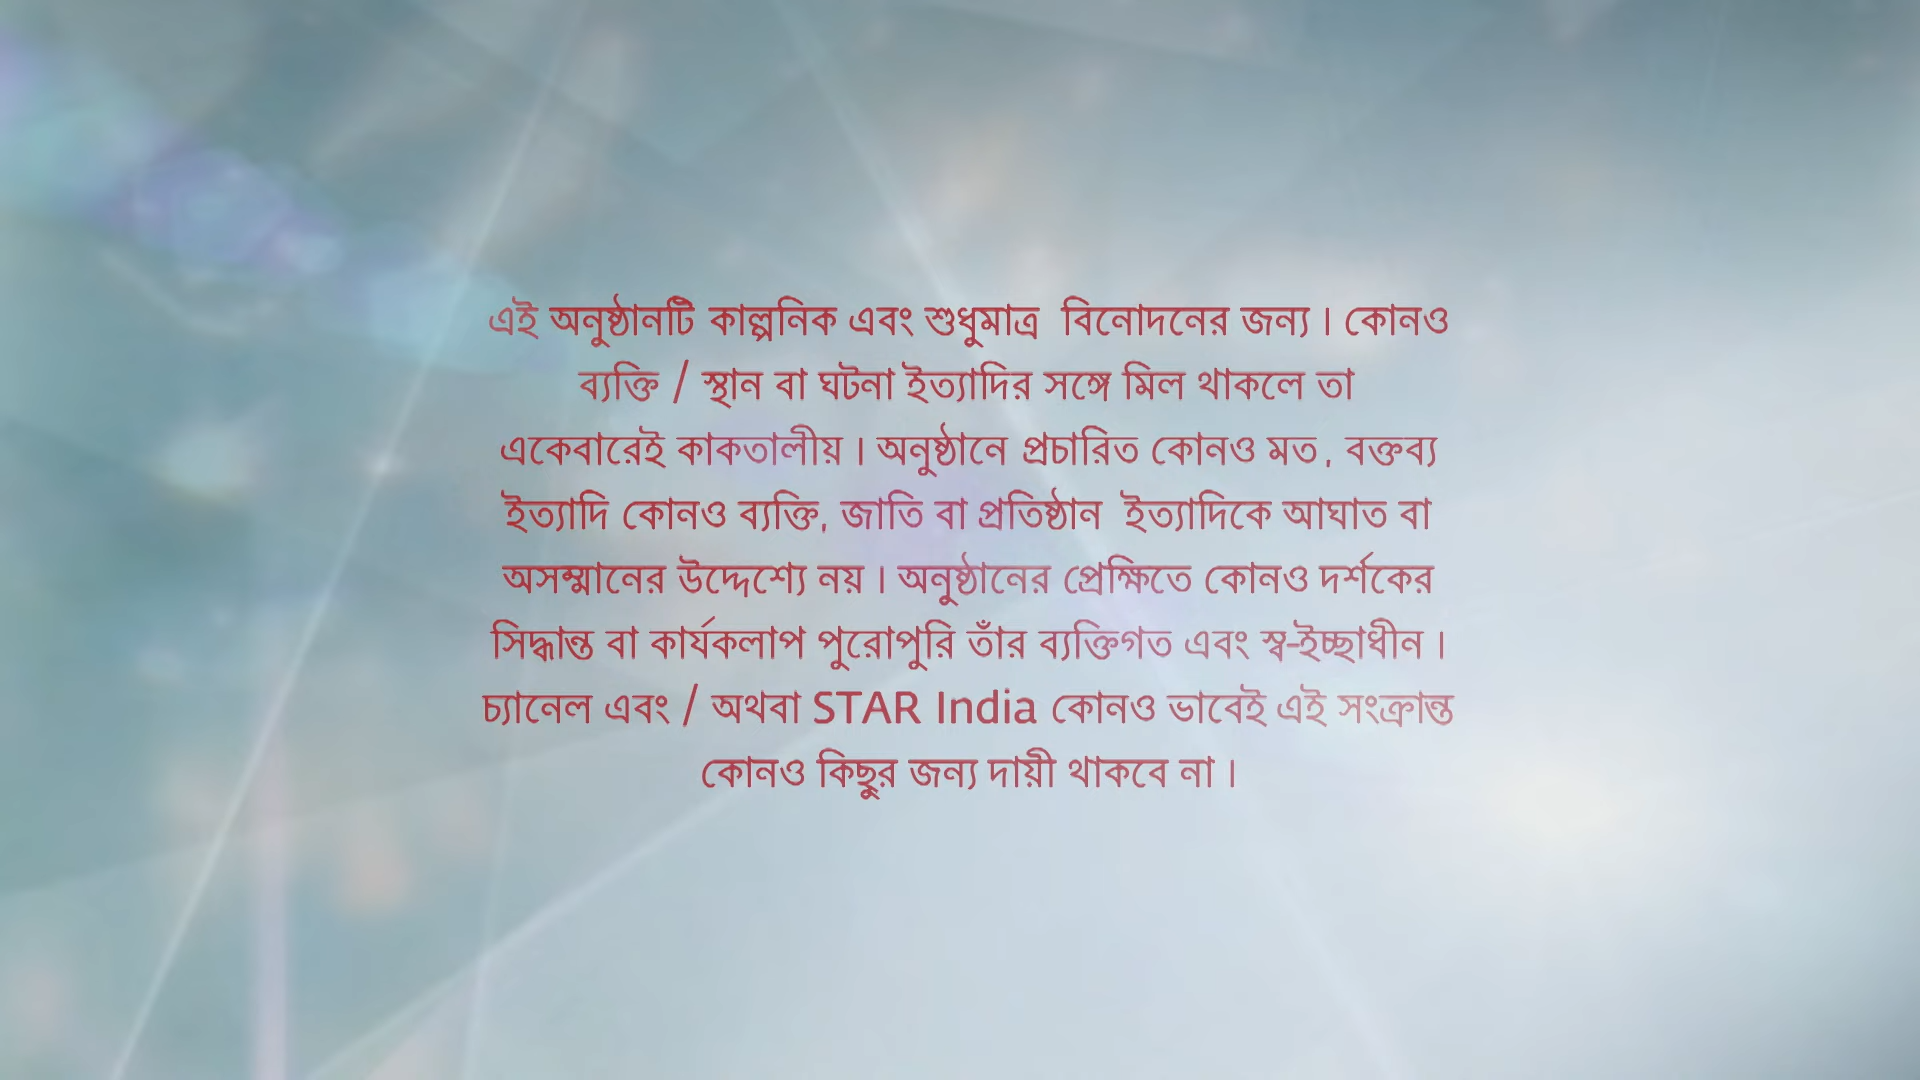 এই অনুষ্ঠানটি কাল্পনিক এবং শুধুমাত্র বিনোদনের জন্য । কোনও
ব্যক্তি / স্থান বা ঘটনা ইত্যাদির সঙ্গে মিল থাকলে তা
একেবারেই কাকতালীয় । অনুষ্ঠানে প্রচারিত কোনও মত , বক্তব্য
ইত্যাদি কোনও ব্যক্তি, জাতি বা প্রতিষ্ঠান ইত্যাদিকে আঘাত বা
অসম্মানের উদ্দেশ্যে নয় । অনুষ্ঠানের প্রেক্ষিতে কোনও দর্শকের
সিদ্ধান্ত বা কার্যকলাপ পুরোপুরি তাঁর ব্যক্তিগত এবং স্ব-ইচ্ছাধীন ।
চ্যানেল এবং / অথবা STAR India কোনও ভাবেই এই সংক্রান্ত
কোনও কিছুর জন্য দায়ী থাকবে না ।